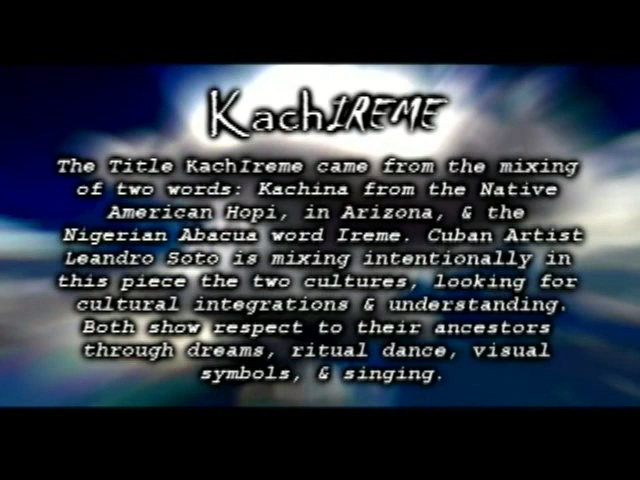 KachIREME
The Title KachIreme came from the mixing
of two words: Kachina from the Native
American Hopi, in Arizona, & the
Nigerian Abacua word Ireme. Cuban Artist
Leandro Soto is mixing intentionally in
this piece the two cultures, looking for
cultural integrations & understanding.
Both show respect to their ancestors
through dreams, ritual dance, visual
symbols, & singing.